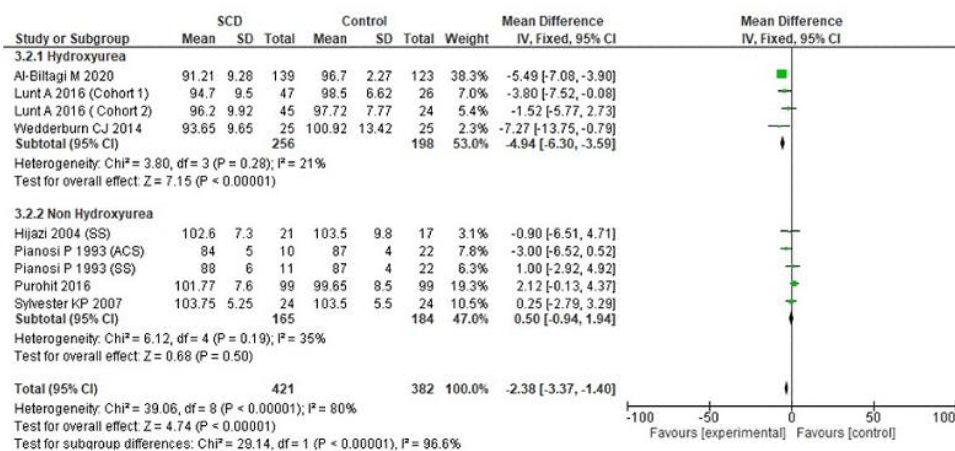 SCD Control Mean Difference Mean Difference
Study or Subgroup Mean SD Total Mean SD Total Weight IV, Fixed, 95% CI IV, Fixed, 95% CI
3.2.1 Hydroxyurea
Al-Biltagi M 2020 91.21 9.28 139 96.7 2.27 123 38.3% -5.49 [-7.08, -3.90]
Lunt A 2016 (Cohort 1) 94.7 9.5 47 98.5 6.62 26 7.0% -3.80 [-7.52, -0.08]
Lunt A 2016 ( Cohort 2) 96.2 9.92 45 97.72 7.77 24 5.4% -1.52 [-5.77, 2.73]
Wedderburn CJ 2014 93.65 9.65 25 100.92 13.42 25 2.3% -7.27 [-13.75, -0.79]
Subtotal (95% CI) 256 198 53.0% -4.94 [-6.30, -3.59]
Heterogeneity: Chi² = 3.80, df = 3 (P = 0.28); I² = 21%
Test for overall effect: Z = 7.15 (P < 0.00001)
3.2.2 Non Hydroxyurea
Hijazi 2004 (SS) 102.6 7.3 21 103.5 9.8 17 3.1% -0.90 [-6.51, 4.71]
Pianosi P 1993 (ACS) 84 5 10 87 4 22 7.8% -3.00 [-6.52, 0.52]
Pianosi P 1993 (SS) 88 6 11 87 4 22 6.3% 1.00 [-2.92, 4.92]
Purohit 2016 101.77 7.6 99 99.65 8.5 99 19.3% 2.12 [-0.13, 4.37]
Sylvester KP 2007 103.75 5.25 24 103.5 5.5 24 10.5% 0.25 [-2.79, 3.29]
Subtotal (95% CI) 165 184 47.0% 0.50 [-0.94, 1.94]
Heterogeneity: Chi² = 6.12, df = 4 (P = 0.19); I² = 35%
Test for overall effect: Z = 0.68 (P = 0.50)
Total (95% CI) 421 382 100.0% -2.38 [-3.37, -1.40]
Heterogeneity: Chi² = 39.06, df = 8 (P < 0.00001); I² = 80%
Test for overall effect: Z = 4.74 (P < 0.00001)
Test for subgroup differences: Chi² = 29.14, df = 1 (P < 0.00001), I² = 96.6%
-100 -50 0 50 100
Favours [experimental] Favours [control]